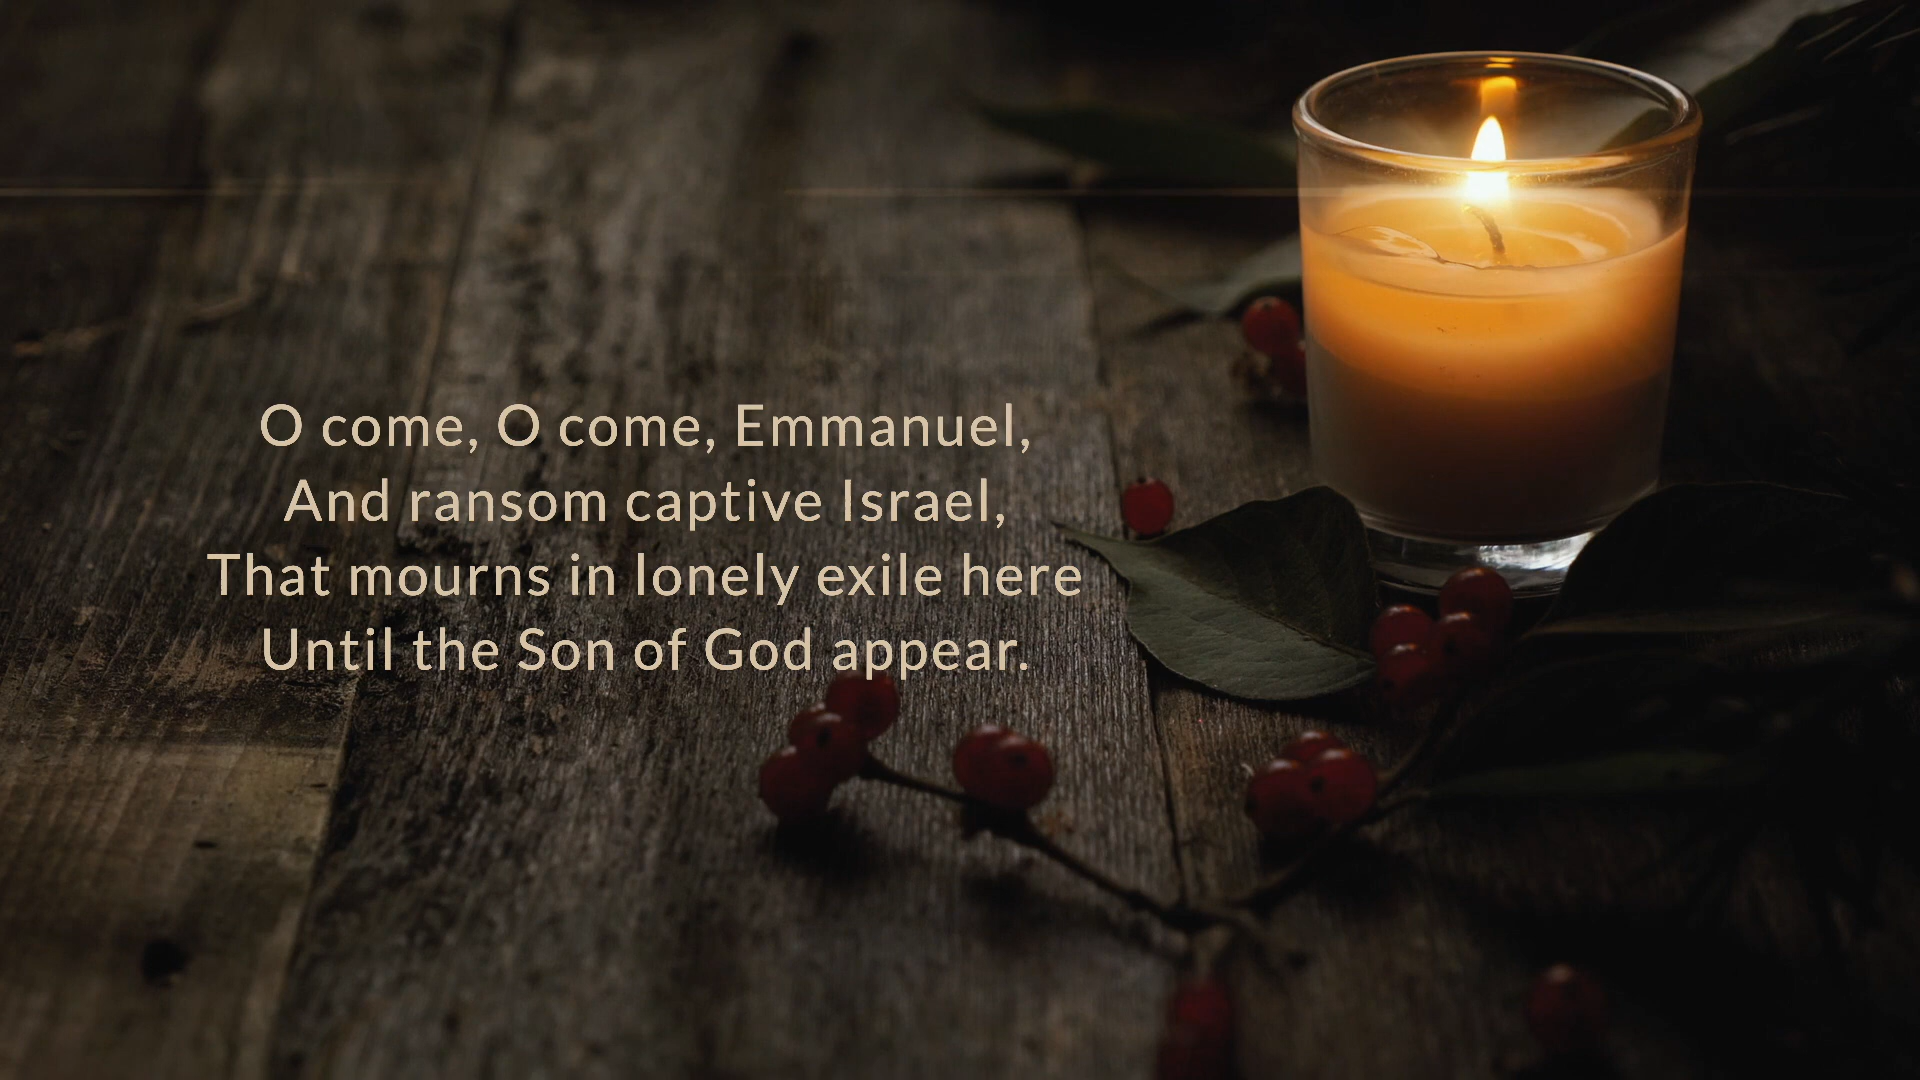 O come, O come, Emmanuel,
And ransom captive Israel,
That mourns in lonely exile here
Until the Son of God appear.